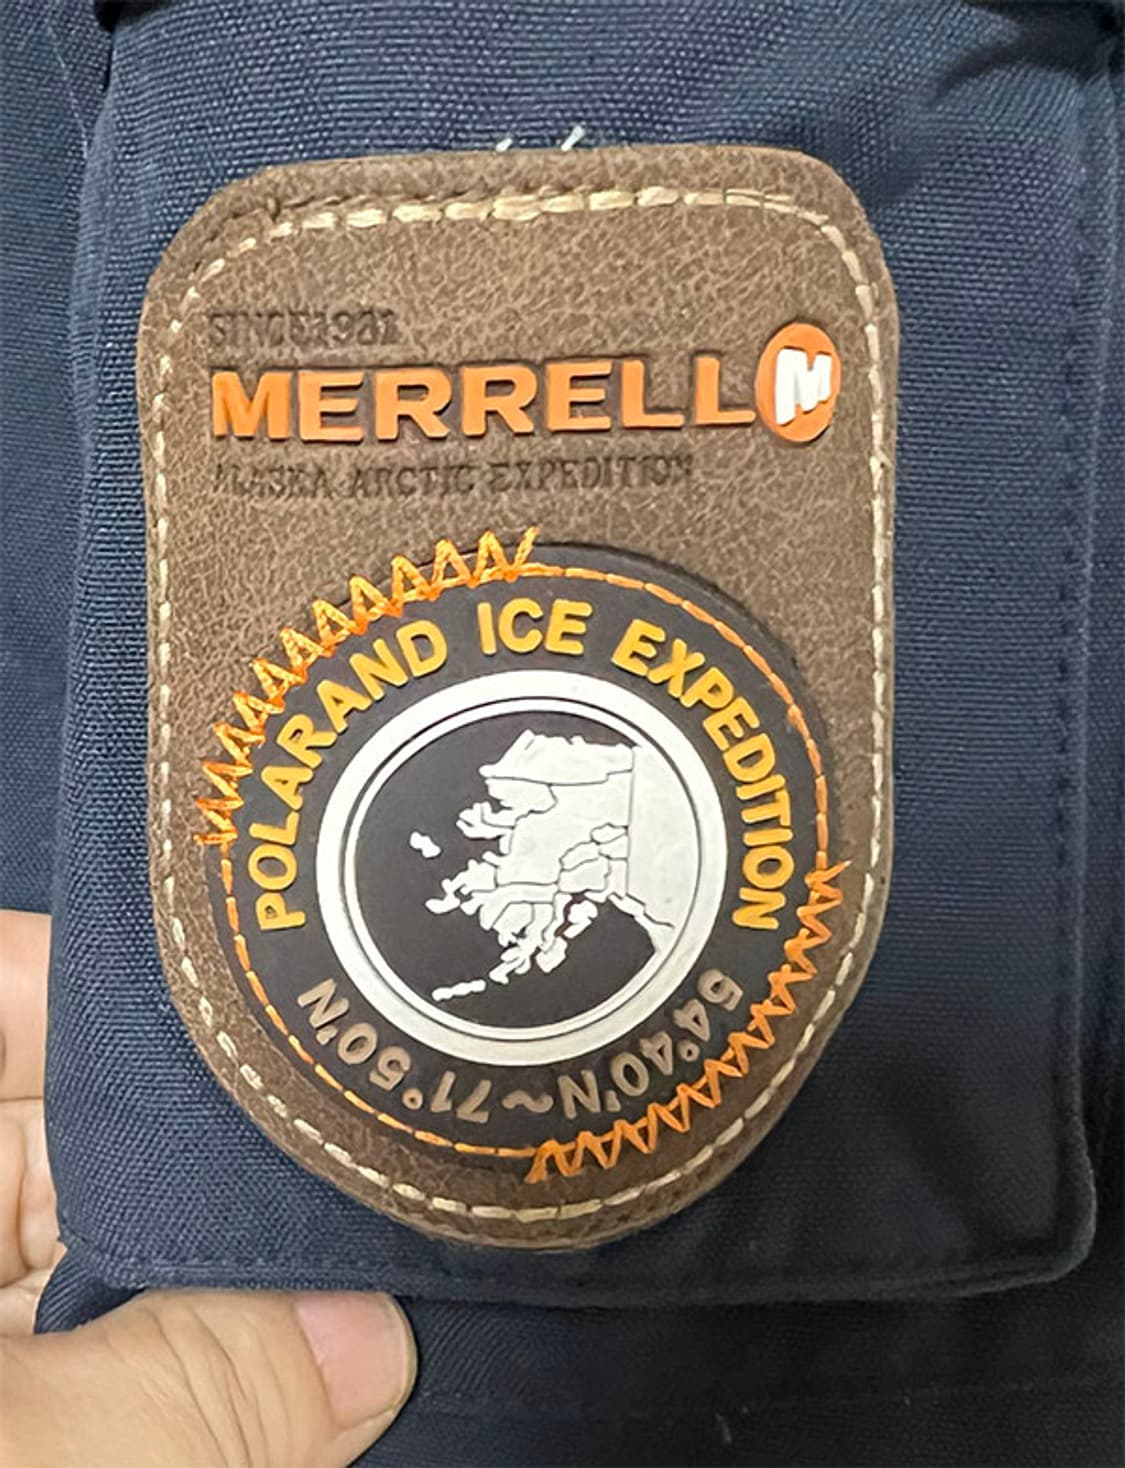 SINCE1981
MERRELL M
ALASKA ARCTIC EXPEDITION
POLARAND ICE EXPEDITION
54°40'N~71°50'N